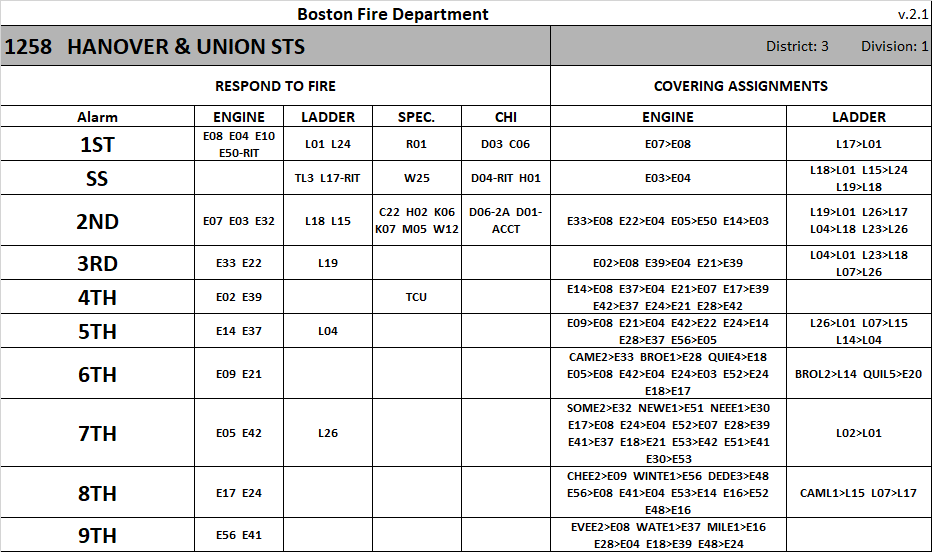 Boston Fire Department v.2.1
1258 HANOVER & UNION STS District: 3 Division: 1
RESPOND TO FIRE COVERING ASSIGNMENTS
Alarm ENGINE LADDER SPEC. CHI ENGINE LADDER
1ST
E08 E04 E10
E50-RIT
L01 L24
R01
D03 C06
E07>E08
L17>L01
SS
TL3 L17-RIT
W25
D04-RIT H01
E03>E04
L18>L01 L15>L24
L19>L18
2ND
E07 E03 E32
L18 L15
C22 H02 K06
K07 M05 W12
D06-2A D01-
ACCT
E33>E08 E22>E04 E05>E50 E14>E03
L19>L01 L26>L17
L04>L18 L23>L26
3RD
E33 E22
L19
E02>E08 E39>E04 E21>E39
L04>L01 L23>L18
L07>L26
4TH
E02 E39
TCU
E14>E08 E37>E04 E21>E07 E17>E39
E42>E37 E24>E21 E28>E42
5TH
E14 E37
L04
E09>E08 E21>E04 E42>E22 E24>E14
E28>E37 E56>E05
L26>L01 L07>L15
L14>L04
6TH
E09 E21
CAME2>E33 BROE1>E28 QUIE4>E18
E05>E08 E42>E04 E24>E03 E52>E24
E18>E17
BROL2>L14 QUIL5>E20
7TH
E05 E42
L26
SOME2>E32 NEWE1>E51 NEEE1>E30
E17>E08 E24>E04 E52>E07 E28>E39
E41>E37 E18>E21 E53>E42 E51>E41
E30>E53
L02>L01
8TH
E17 E24
CHEE2>E09 WINTE1>E56 DEDE3>E48
E56>E08 E41>E04 E53>E14 E16>E52
E48>E16
CAML1>L15 L07>L17
9TH
E56 E41
EVEE2>E08 WATE1>E37 MILE1>E16
E28>E04 E18>E39 E48>E24